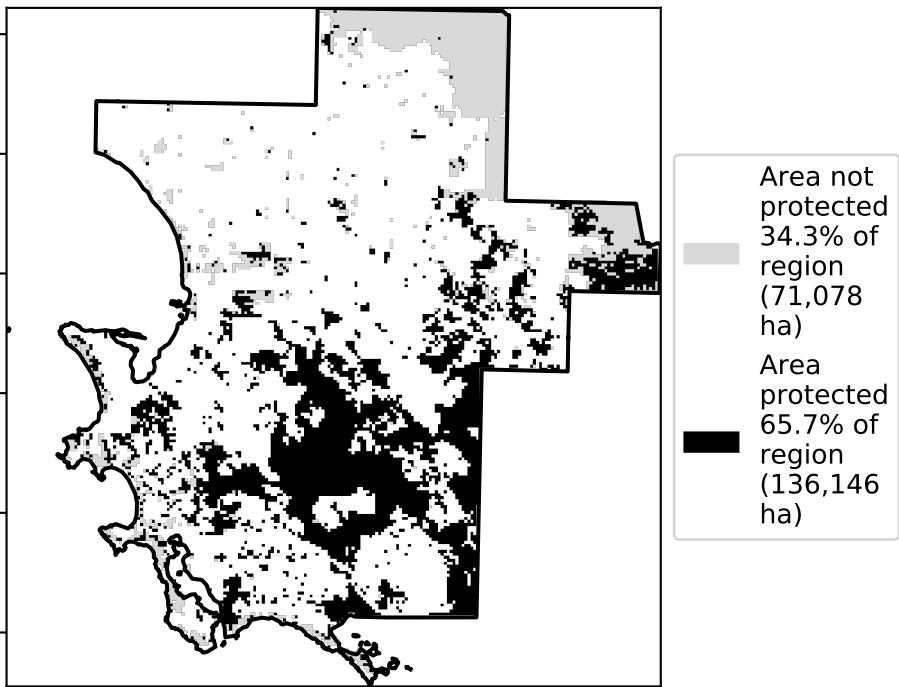 Area not
protected
34.3% of
region
(71,078
ha)
Area
protected
65.7% of
region
(136,146
ha)